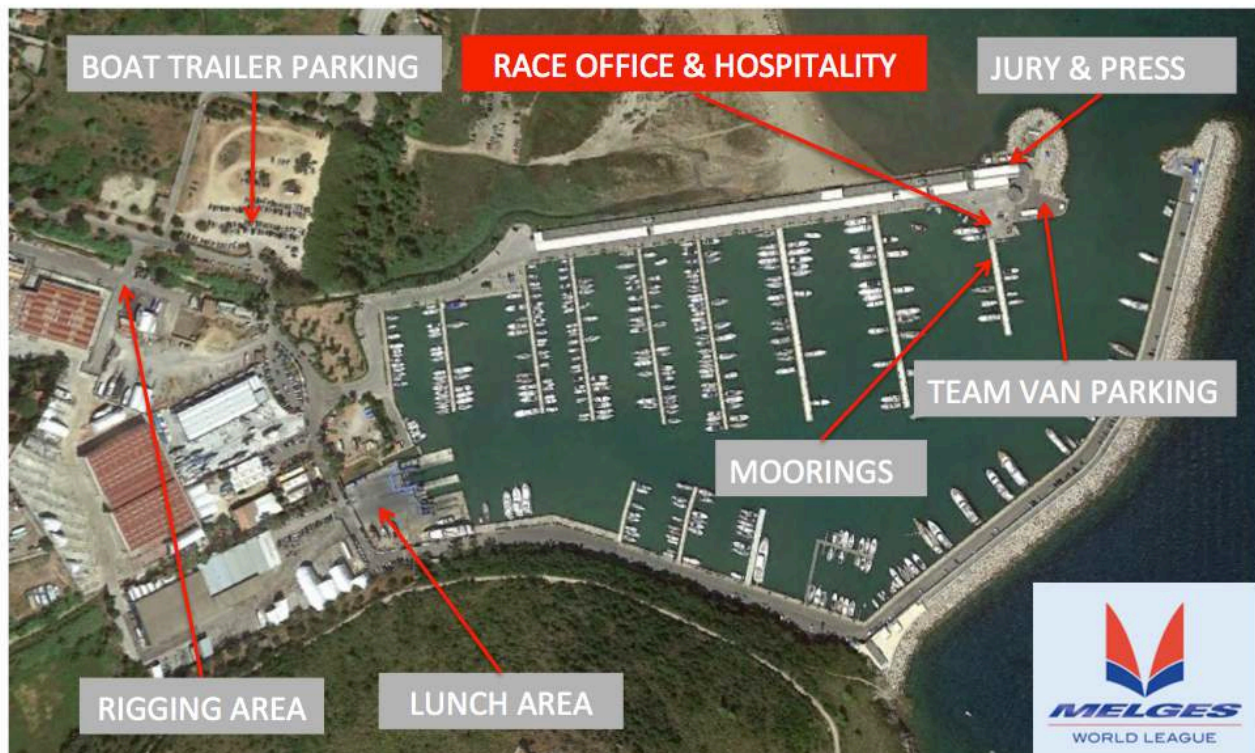 BOAT TRAILER PARKING
RACE OFFICE & HOSPITALITY
JURY & PRESS
TEAM VAN PARKING
MOORINGS
RIGGING AREA
LUNCH AREA
MELGES
WORLD LEAGUE